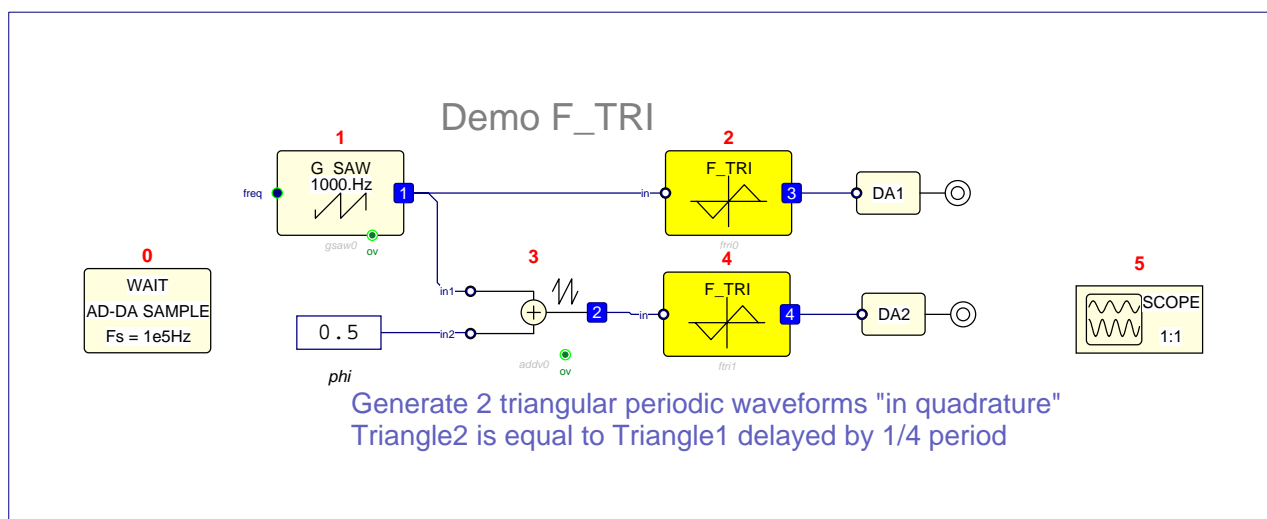 Demo F_TRI
1
G_SAW
1000.Hz
freq
1
gsaw0
ov
2
F_TRI
in
3
ftri0
DA1
0
WAIT
AD-DA SAMPLE
Fs = 1e5Hz
3
in1
in2
0.5
phi
2
addv0
ov
4
F_TRI
in
4
ftri1
DA2
5
SCOPE
1:1
Generate 2 triangular periodic waveforms "in quadrature"
Triangle2 is equal to Triangle1 delayed by 1/4 period